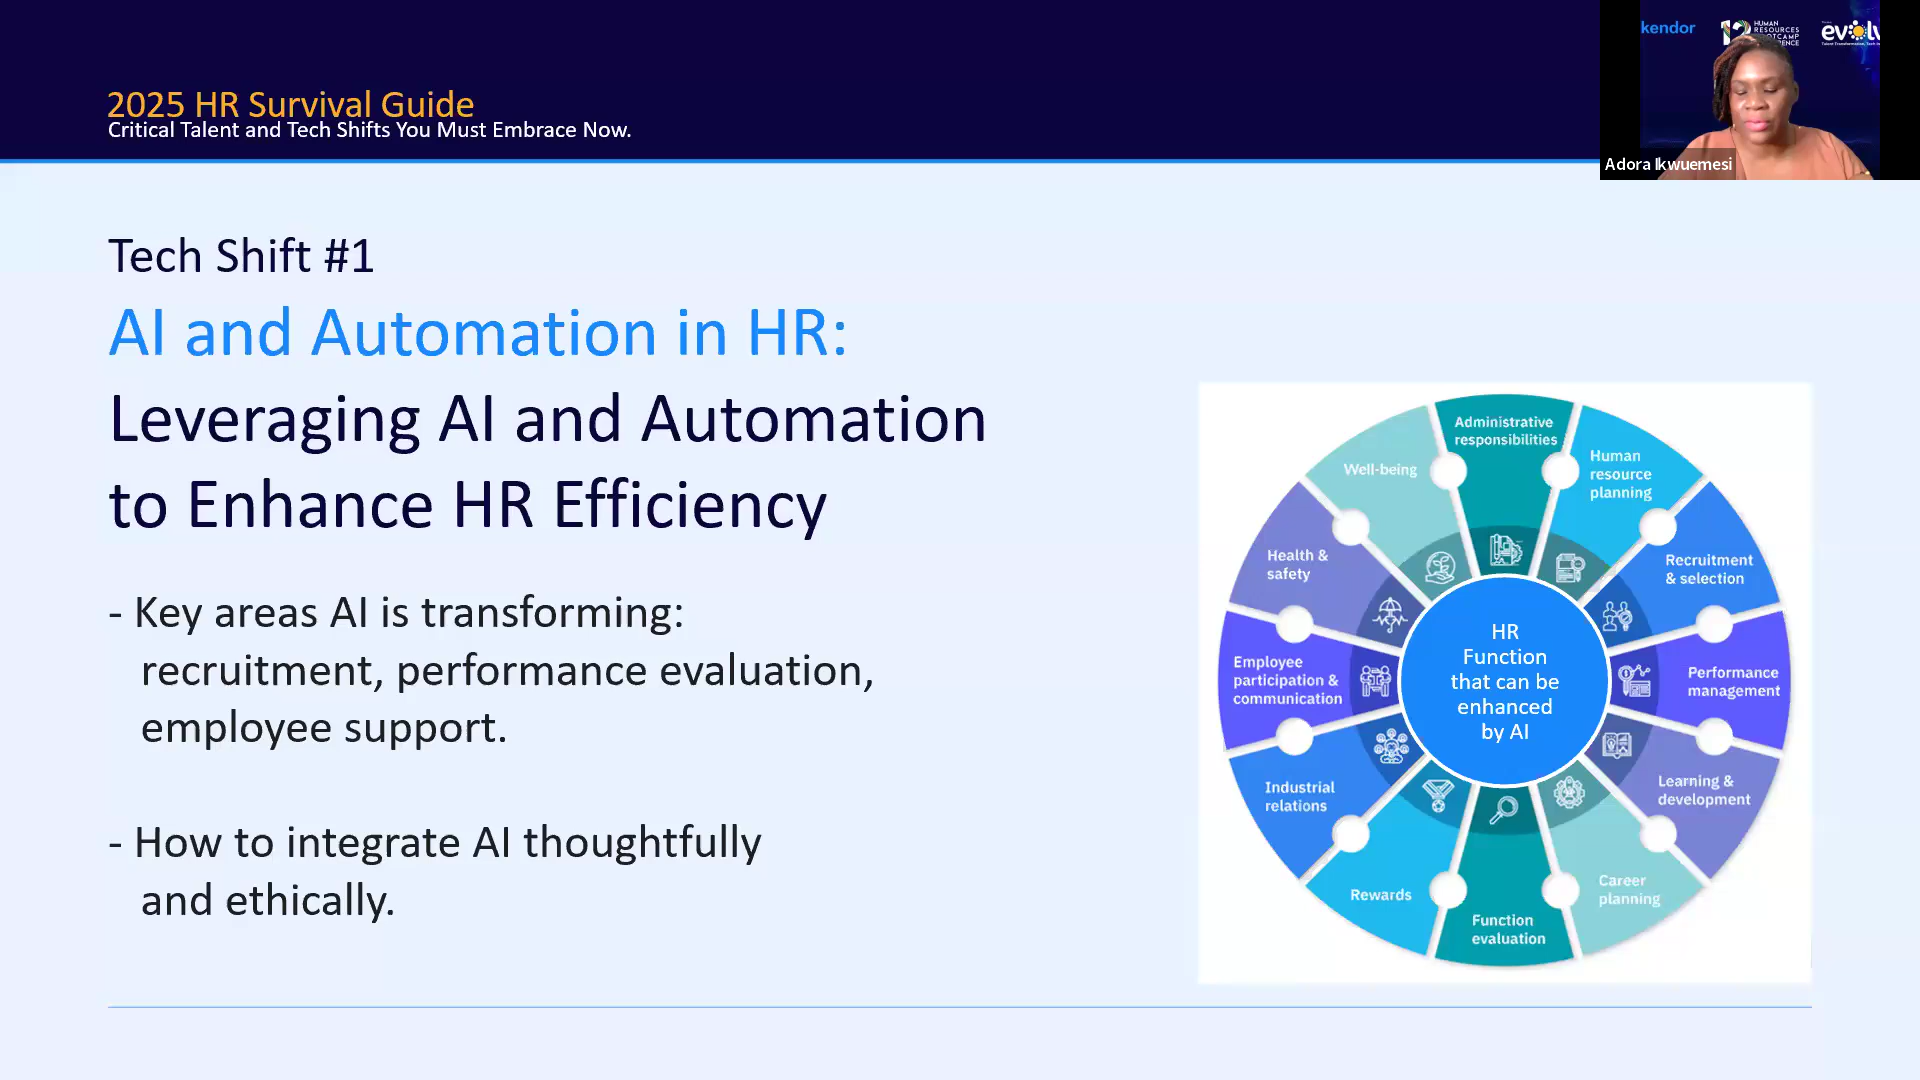 2025 HR Survival Guide
Critical Talent and Tech Shifts You Must Embrace Now.
kendor
12
HUMAN
RESOURCES
Adora Ikwuemesi
Tech Shift #1
AI and Automation in HR:
Leveraging AI and Automation
to Enhance HR Efficiency
- Key areas AI is transforming:
recruitment, performance evaluation,
employee support.
- How to integrate AI thoughtfully
and ethically.
Administrative
responsibilities
Human
resource
planning
Recruitment
& selection
Performance
management
Learning &
development
Career
planning
Function
evaluation
Rewards
Industrial
relations
Employee
participation &
communication
Health &
safety
Well-being
HR
Function
that can be
enhanced
by AI